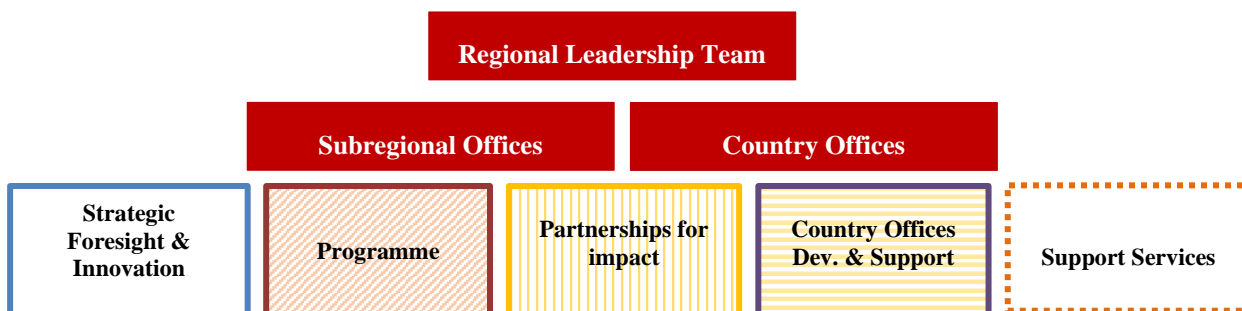 Regional Leadership Team
Subregional Offices
Country Offices
Strategic
Foresight &
Innovation
Programme
Partnerships for
impact
Country Offices
Dev. & Support
Support Services